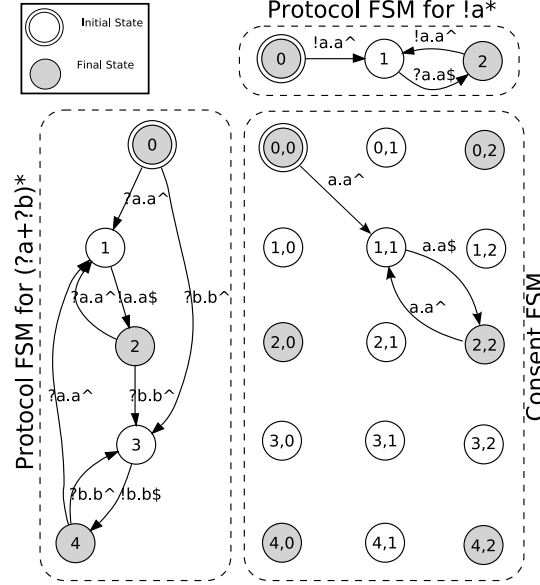 Protocol FSM for !a*
Initial State
Final State
!a.a^
!a.a^
0
1
2
?a.a$
Protocol FSM for (?a+?b)*
0
?a.a^
1
?a.a^
!a.a$
?b.b^
2
?b.b^
?a.a^
3
?b.b^
!b.b$
4
Consent FSM
0,0
0,1
0,2
a.a^
1,0
1,1
a.a$
1,2
a.a^
2,0
2,1
2,2
3,0
3,1
3,2
4,0
4,1
4,2